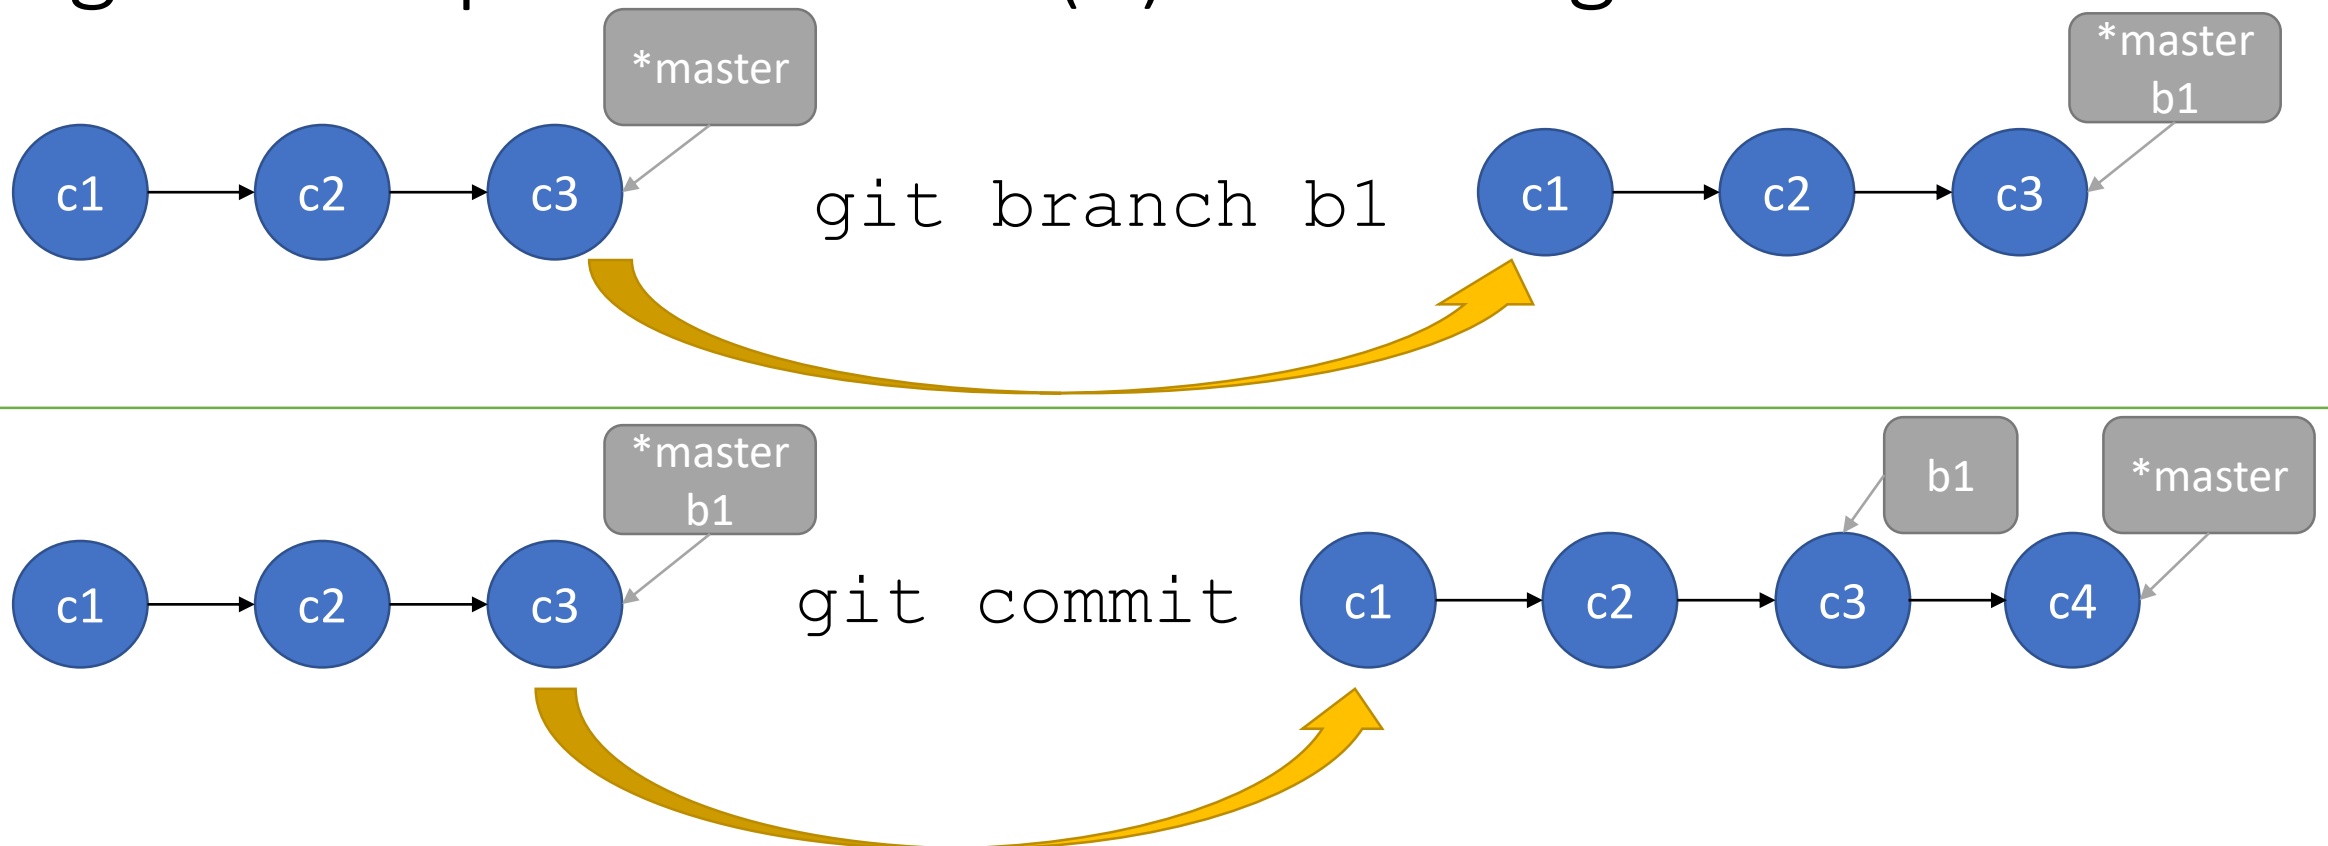 *master
c1 c2 c3
git branch b1
*master
b1
c1 c2 c3
*master
b1
c1 c2 c3
git commit
b1
*master
c1 c2 c3 c4